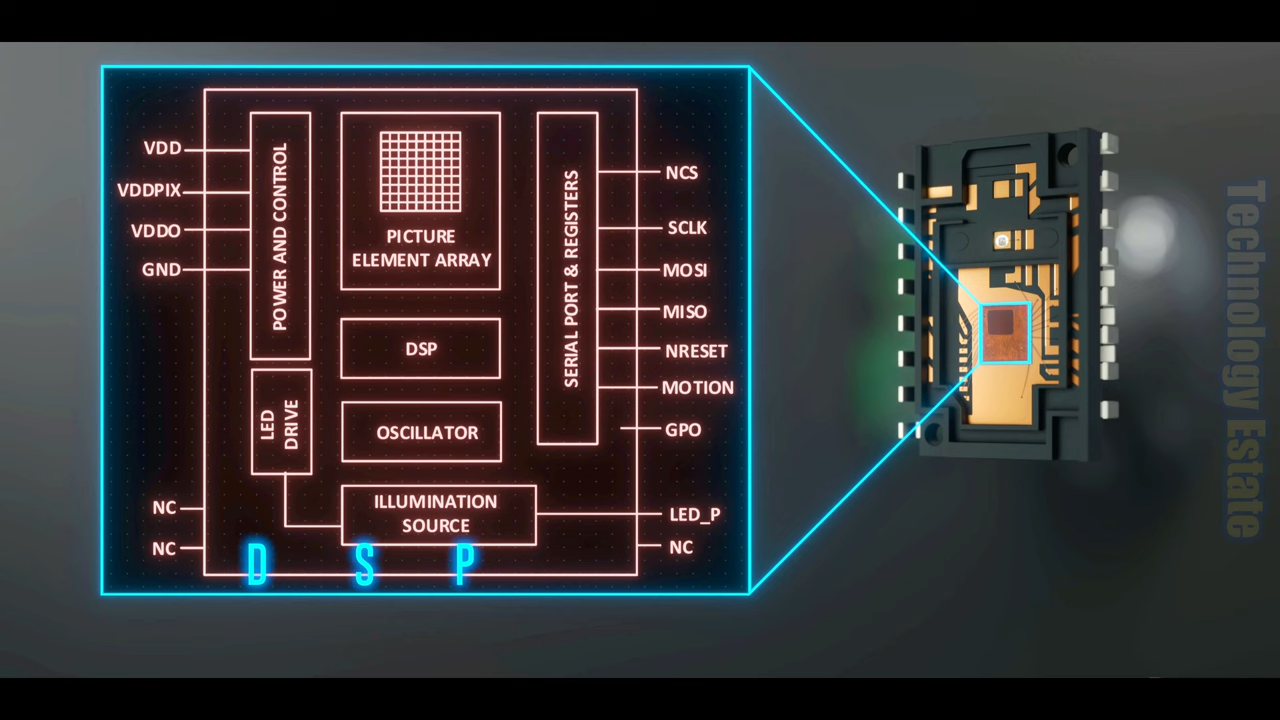 VDD
VDDPIX
VDDO
GND
NC
NC
POWER AND CONTROL
LED
DRIVE
PICTURE
ELEMENT ARRAY
DSP
OSCILLATOR
ILLUMINATION
SOURCE
SERIAL PORT & REGISTERS
NCS
SCLK
MOSI
MISO
NRESET
MOTION
GPO
LED_P
NC
D S P
Technology Estate